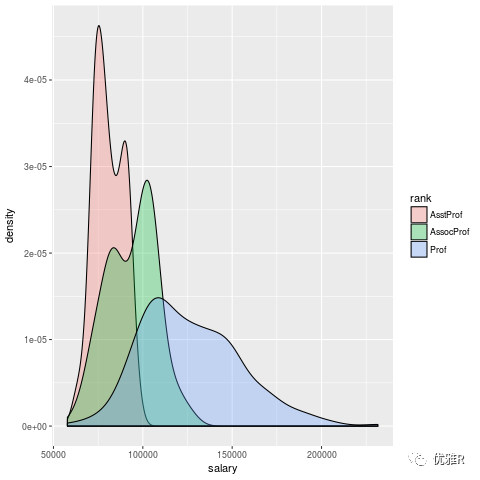 4e-05
3e-05
2e-05
1e-05
0e+00
density
50000
100000
150000
200000
salary
rank
AsstProf
AssocProf
Prof
优雅R